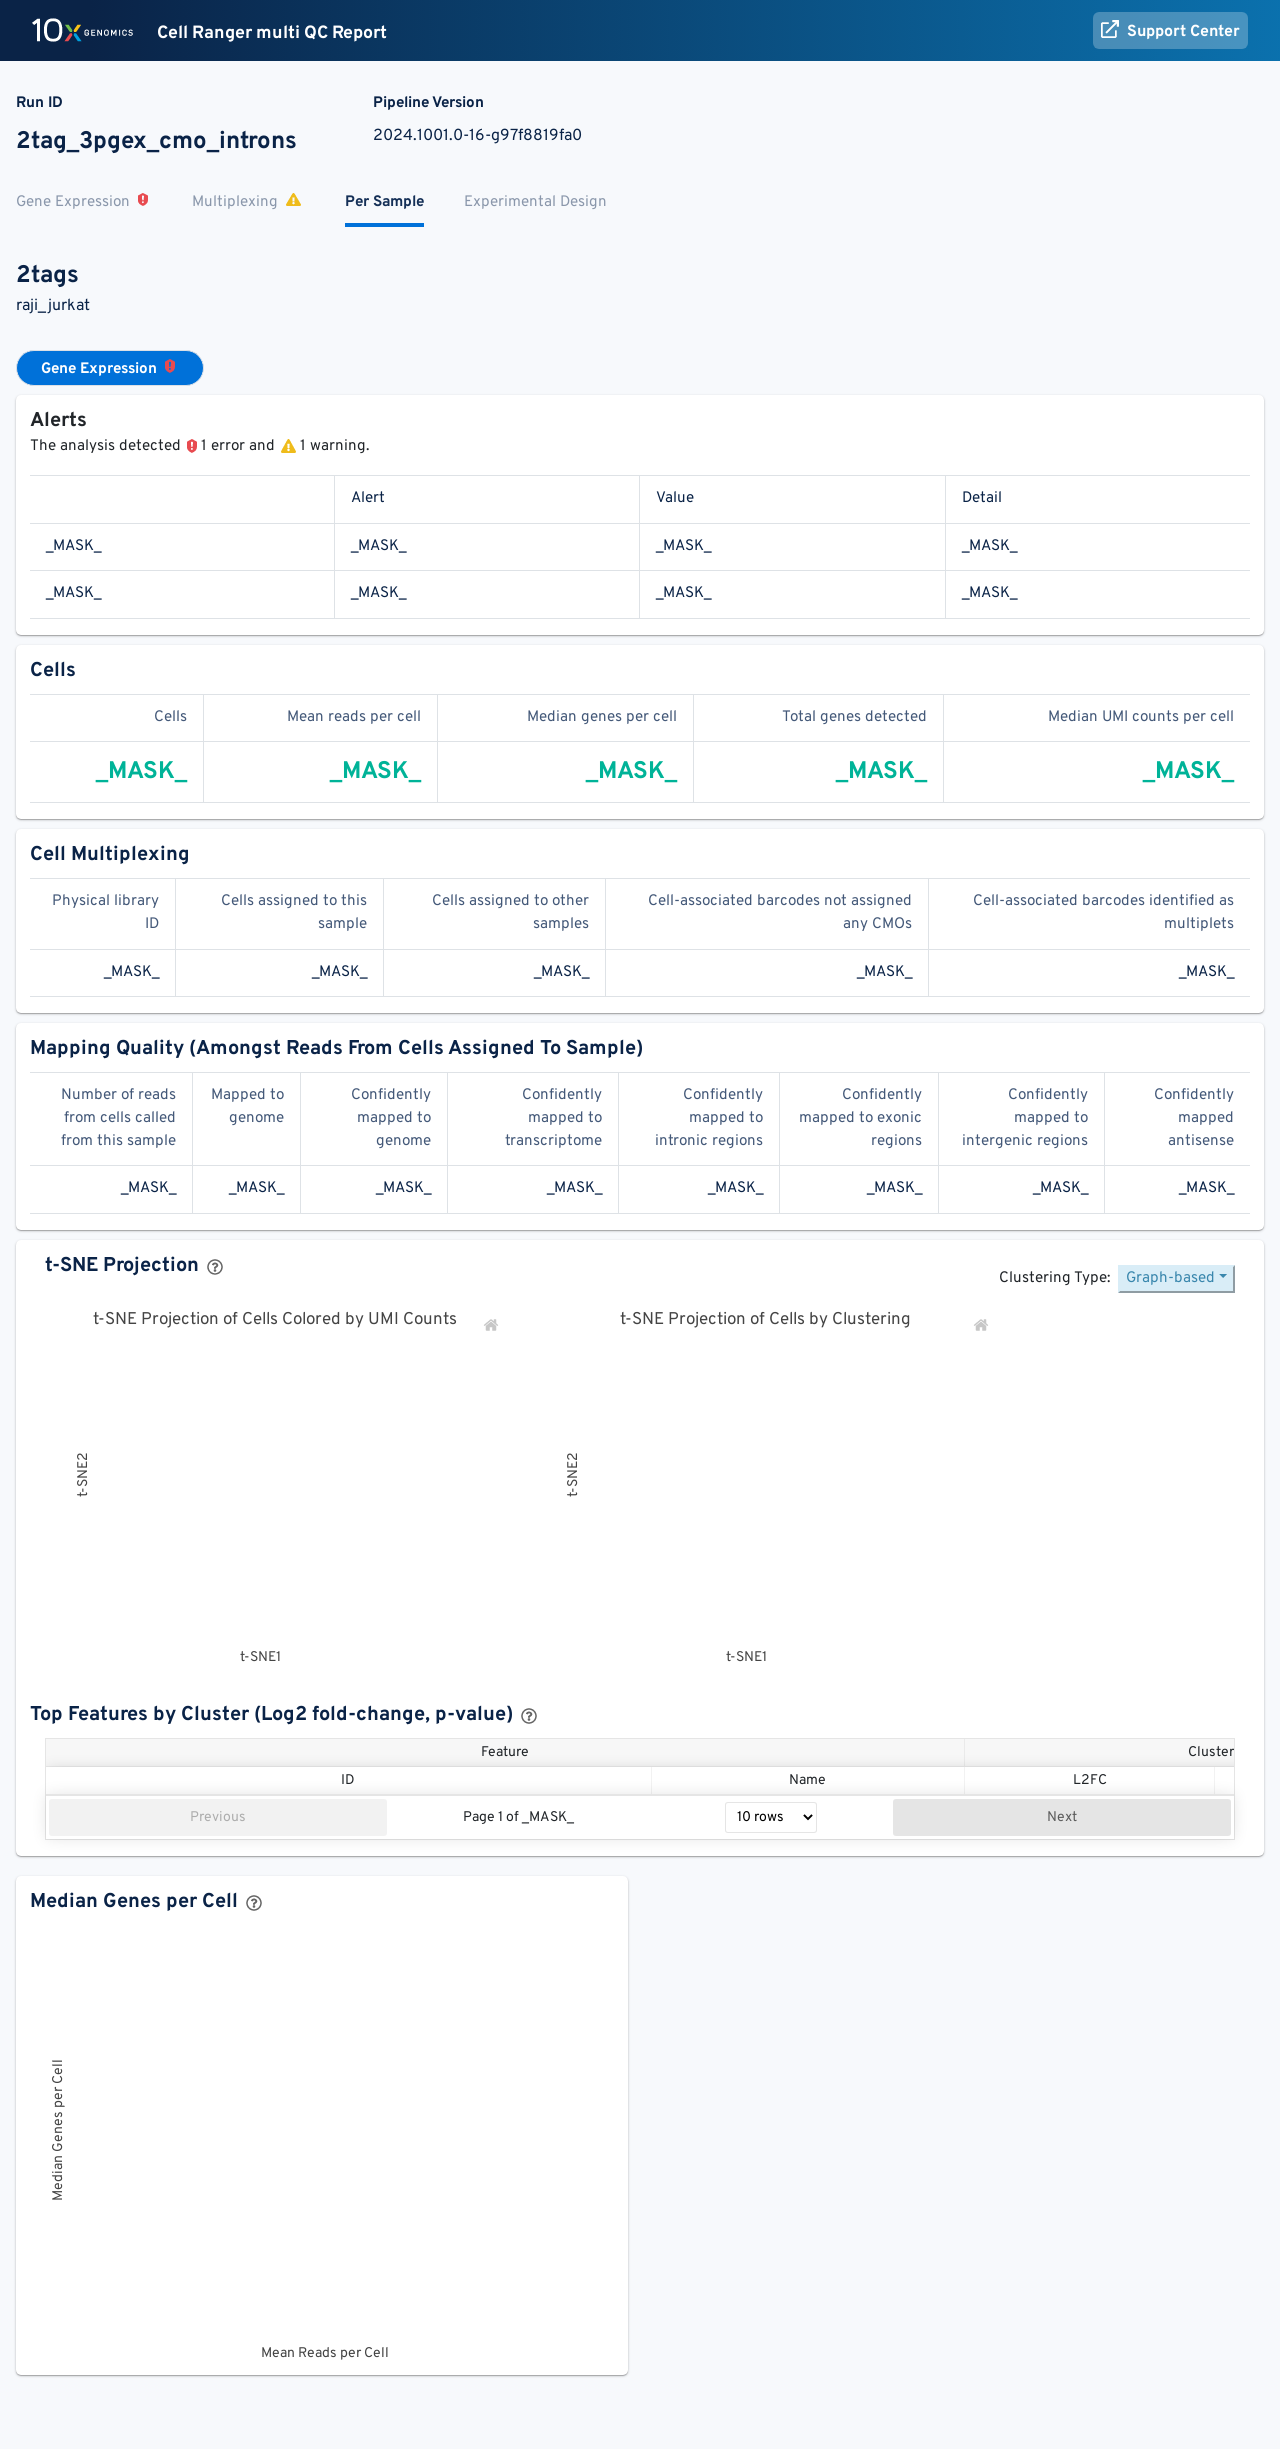 10x GENOMICS Cell Ranger multi QC Report Support Center
Run ID Pipeline Version
2tag_3pgex_cmo_introns 2024.1001.0-16-g97f8819fa0
Gene Expression Multiplexing Per Sample Experimental Design
2tags
raji_jurkat
Gene Expression
Alerts
The analysis detected 1 error and 1 warning.
Alert Value Detail
_MASK_ _MASK_ _MASK_ _MASK_
_MASK_ _MASK_ _MASK_ _MASK_
Cells
Cells Mean reads per cell Median genes per cell Total genes detected Median UMI counts per cell
_MASK_ _MASK_ _MASK_ _MASK_ _MASK_
Cell Multiplexing
Physical library Cells assigned to this Cells assigned to other Cell-associated barcodes not assigned Cell-associated barcodes identified as
ID sample samples any CMOs multiplets
_MASK_ _MASK_ _MASK_ _MASK_ _MASK_
Mapping Quality (Amongst Reads From Cells Assigned To Sample)
Number of reads Mapped to Confidently Confidently Confidently Confidently Confidently Confidently
from cells called genome mapped to mapped to mapped to mapped to exonic mapped to mapped
from this sample genome transcriptome intronic regions regions intergenic regions antisense
_MASK_ _MASK_ _MASK_ _MASK_ _MASK_ _MASK_ _MASK_ _MASK_
t-SNE Projection
Clustering Type: Graph-based
t-SNE Projection of Cells Colored by UMI Counts t-SNE Projection of Cells by Clustering
t-SNE2 t-SNE2
t-SNE1 t-SNE1
Top Features by Cluster (Log2 fold-change, p-value)
Feature Cluster
ID Name L2FC
Previous Page 1 of _MASK_ 10 rows Next
Median Genes per Cell
Median Genes per Cell
Mean Reads per Cell